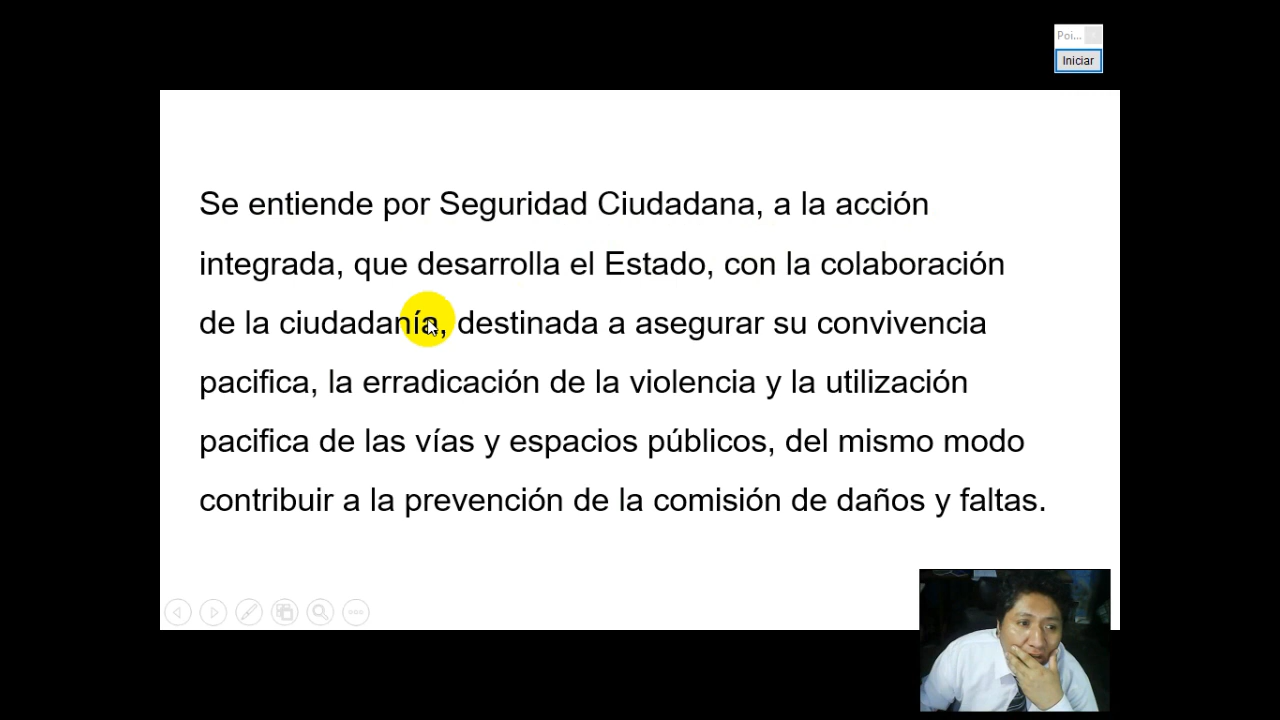 Poi...
Iniciar
Se entiende por Seguridad Ciudadana, a la acción
integrada, que desarrolla el Estado, con la colaboración
de la ciudadanía, destinada a asegurar su convivencia
pacifica, la erradicación de la violencia y la utilización
pacifica de las vías y espacios públicos, del mismo modo
contribuir a la prevención de la comisión de daños y faltas.